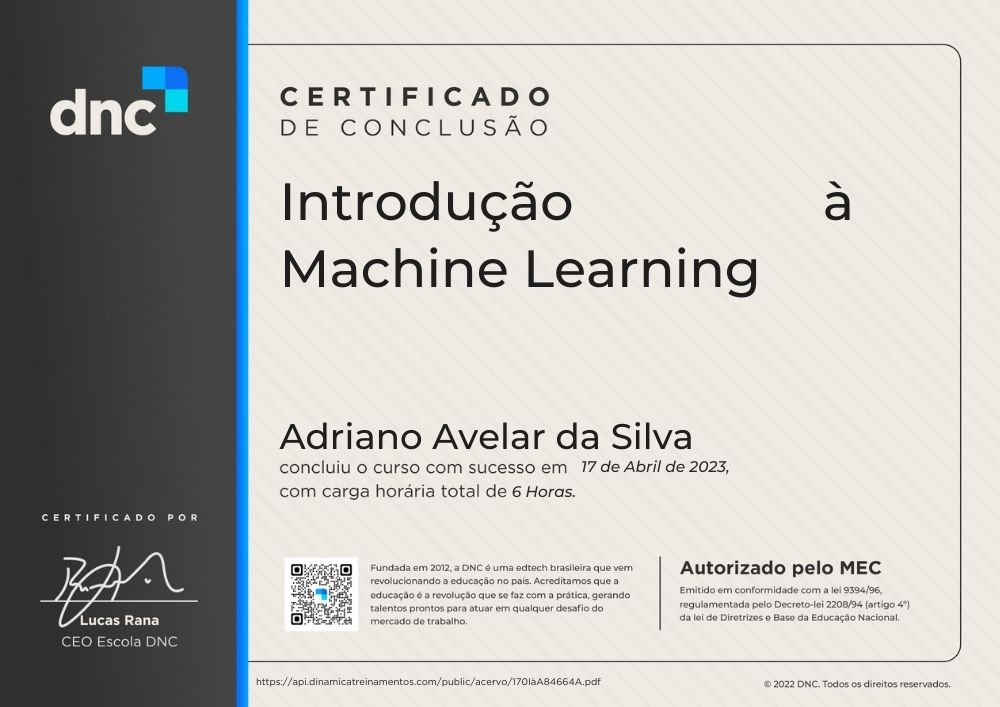 dnc
CERTIFICADO
DE CONCLUSÃO
Introdução à
Machine Learning
Adriano Avelar da Silva
concluiu o curso com sucesso em 17 de Abril de 2023,
com carga horária total de 6 Horas.
CERTIFICADO POR
Lucas Rana
CEO Escola DNC
Fundada em 2012, a DNC é uma edtech brasileira que vem
revolucionando a educação no país. Acreditamos que a
educação é a revolução que se faz com a prática, gerando
talentos prontos para atuar em qualquer desafio do
mercado de trabalho.
Autorizado pelo MEC
Emitido em conformidade com a lei 9394/96,
regulamentada pelo Decreto-lei 2208/94 (artigo 4º)
da lei de Diretrizes e Base da Educação Nacional.
https://api.dinamicatreinamentos.com/public/acervo/170IàA84664A.pdf
© 2022 DNC. Todos os direitos reservados.